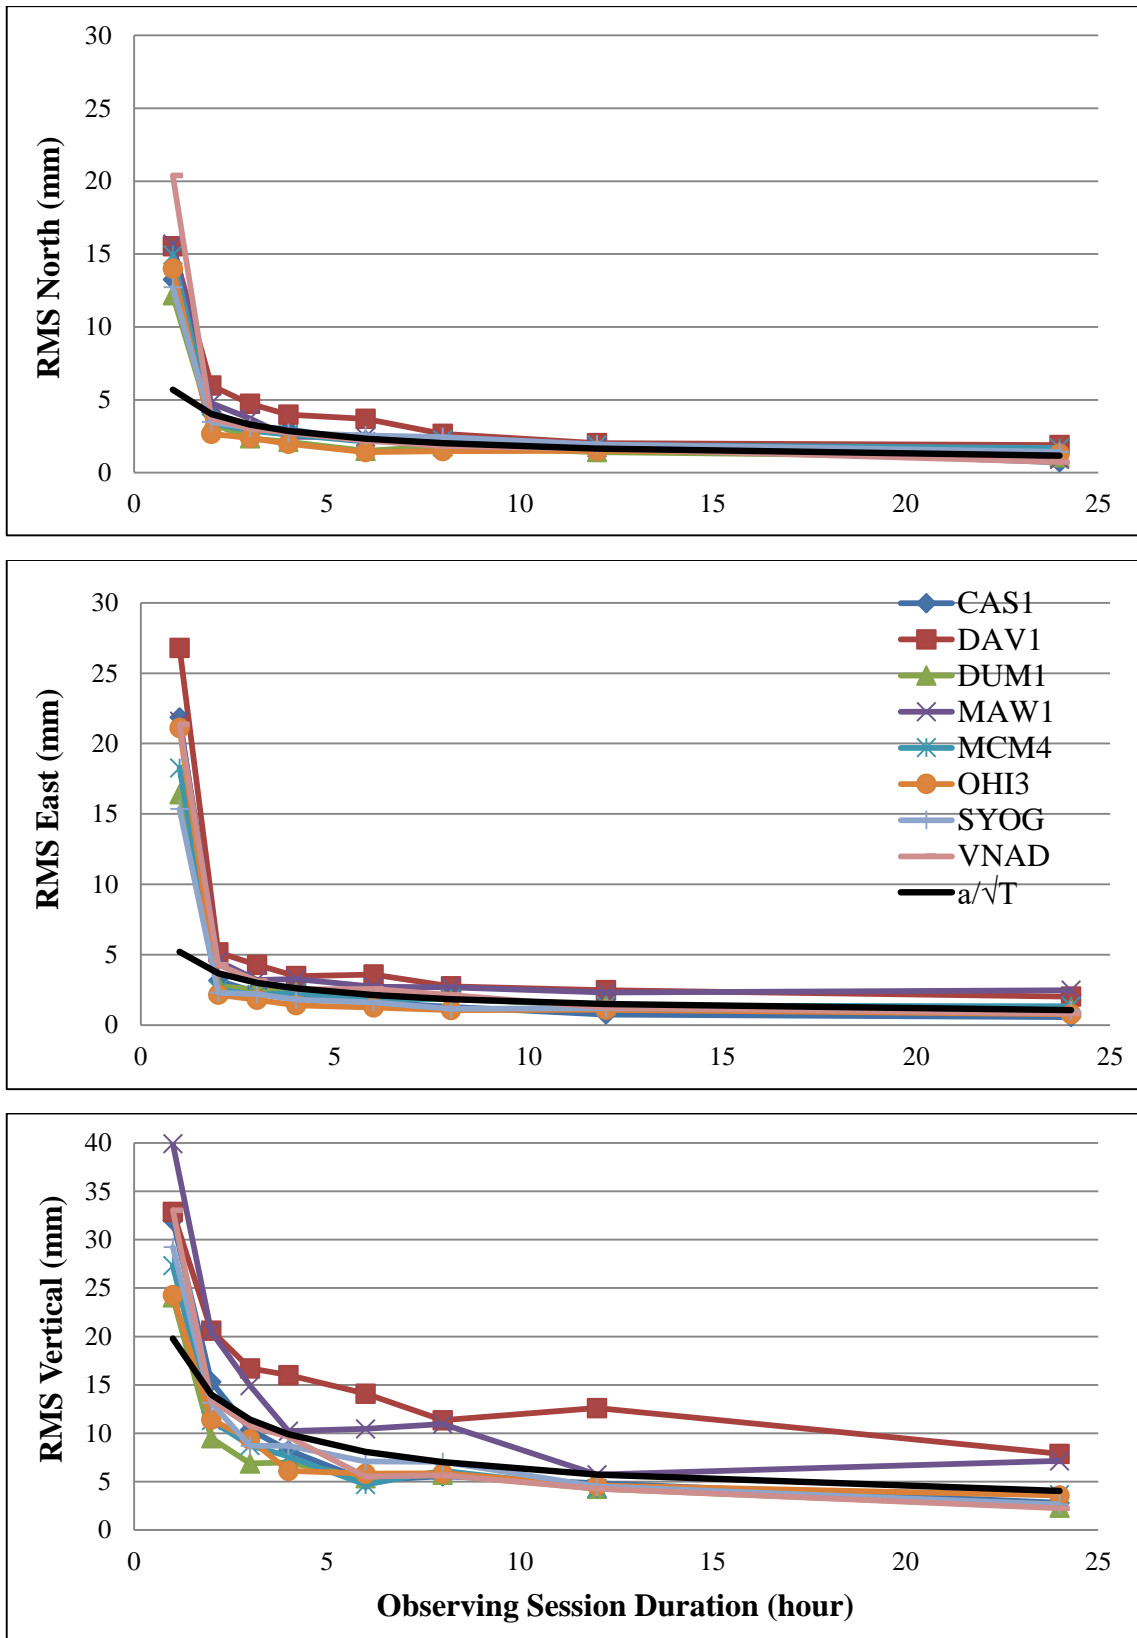 30
25
20
15
10
5
0
0 5 10 15 20 25
RMS North (mm)
30
25
20
15
10
5
0
0 5 10 15 20 25
RMS East (mm)
CAS1
DAV1
DUM1
MAW1
MCM4
OHI3
SYOG
VNAD
a/√T
40
35
30
25
20
15
10
5
0
0 5 10 15 20 25
RMS Vertical (mm)
Observing Session Duration (hour)